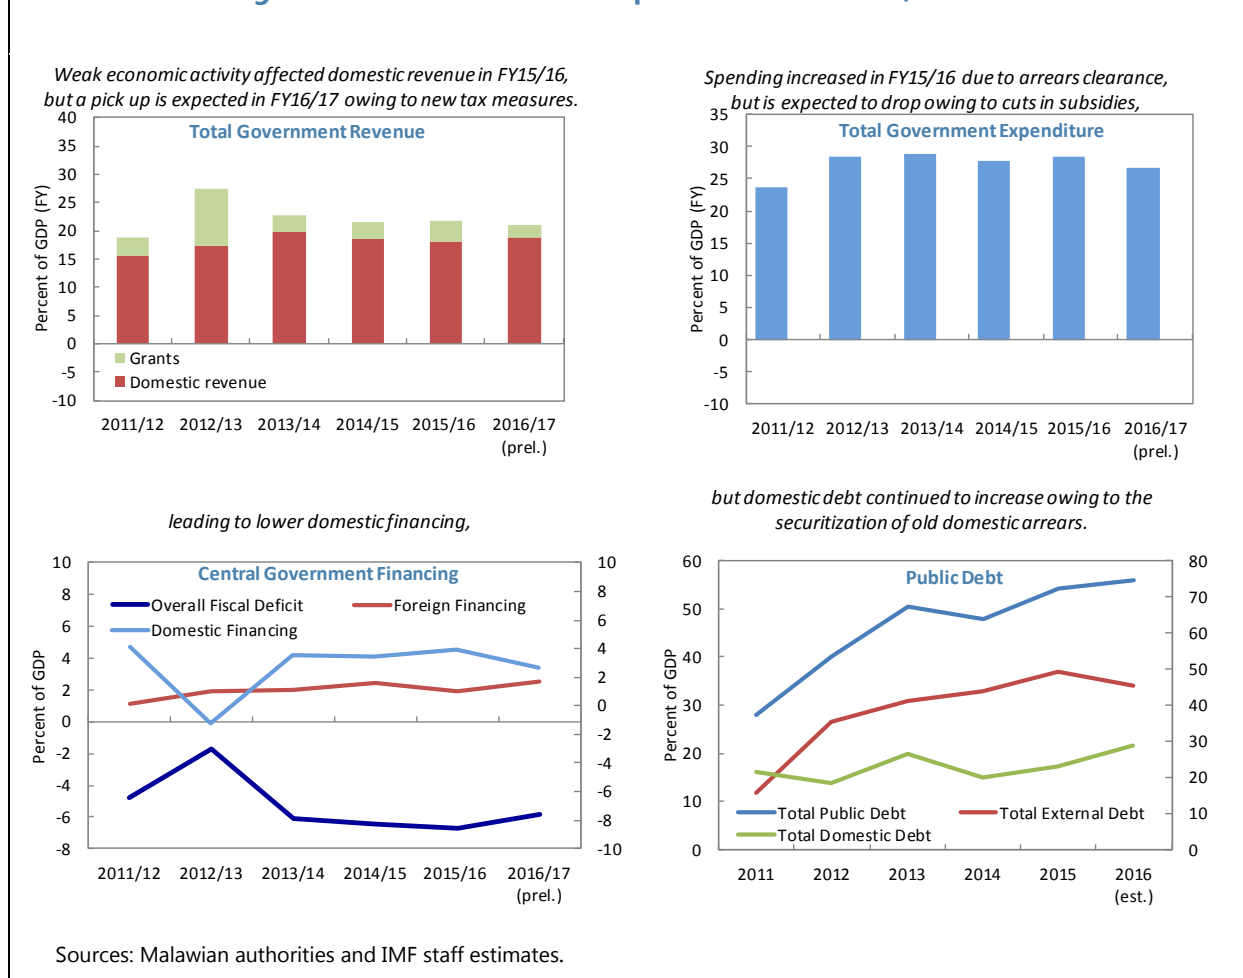 Weak economic activity affected domestic revenue in FY15/16,
but a pick up is expected in FY16/17 owing to new tax measures.
Total Government Revenue
Percent of GDP (FY)
40
35
30
25
20
15
10
5
0
-5
-10
Grants
Domestic revenue
2011/12 2012/13 2013/14 2014/15 2015/16 2016/17
(prel.)
Spending increased in FY15/16 due to arrears clearance,
but is expected to drop owing to cuts in subsidies,
Total Government Expenditure
Percent of GDP (FY)
35
30
25
20
15
10
5
0
-5
-10
2011/12 2012/13 2013/14 2014/15 2015/16 2016/17
(prel.)
leading to lower domestic financing,
Central Government Financing
Percent of GDP
10
8
6
4
2
0
-2
-4
-6
-8
Overall Fiscal Deficit Foreign Financing
Domestic Financing
10
8
6
4
2
0
-2
-4
-6
-8
-10
2011/12 2012/13 2013/14 2014/15 2015/16 2016/17
(prel.)
but domestic debt continued to increase owing to the
securitization of old domestic arrears.
Public Debt
Percent of GDP
60
50
40
30
20
10
0
Total Public Debt Total External Debt
Total Domestic Debt
80
70
60
50
40
30
20
10
0
2011 2012 2013 2014 2015 2016
(est.)
Sources: Malawian authorities and IMF staff estimates.